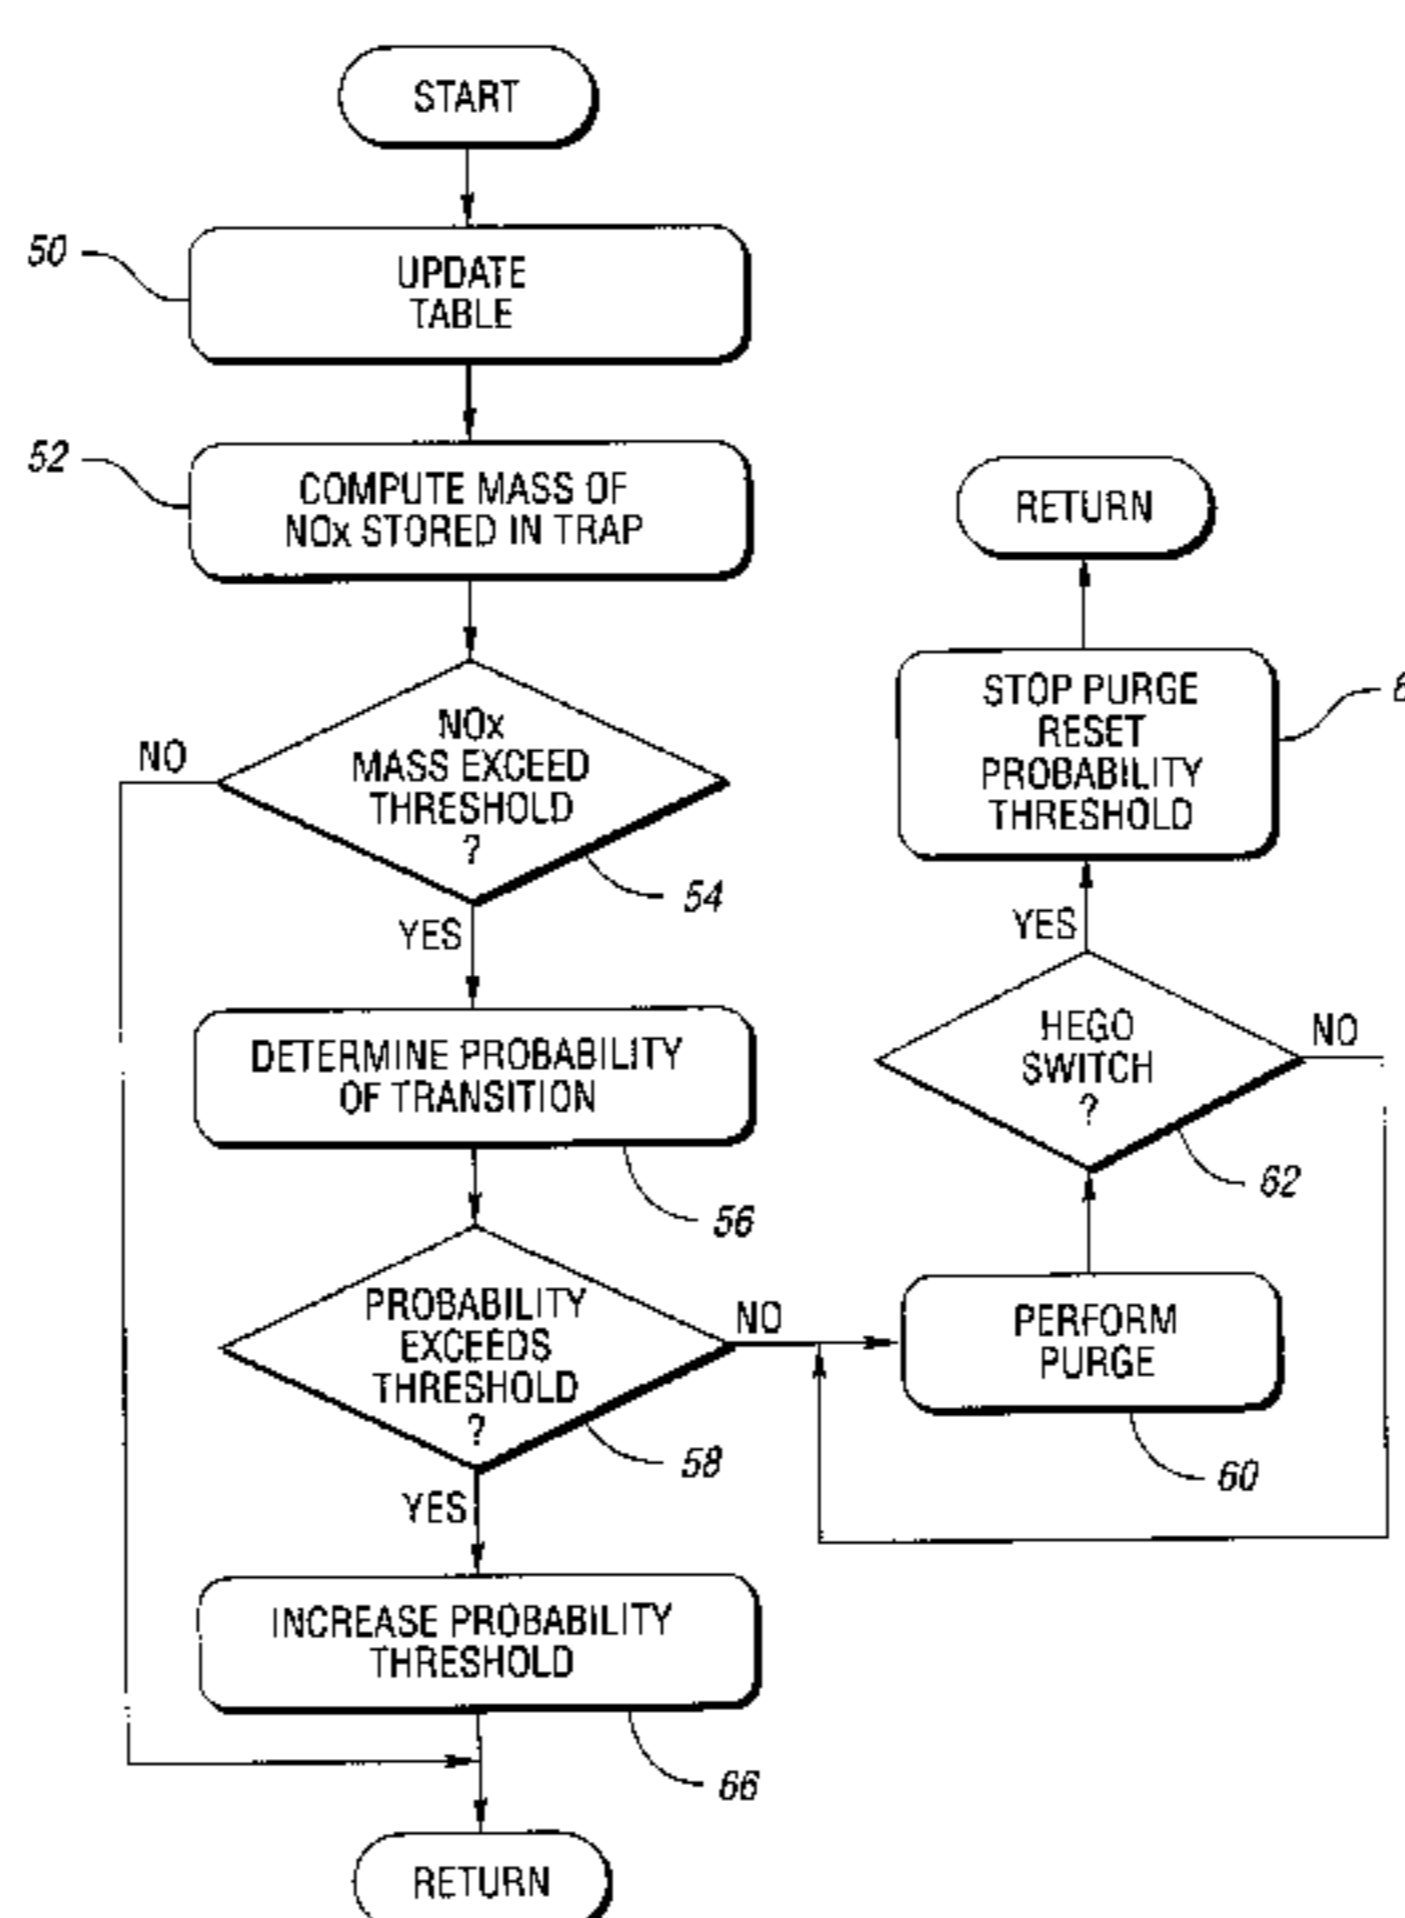 START
50
UPDATE
TABLE
52
COMPUTE MASS OF
NOx STORED IN TRAP
NOx
MASS EXCEED
THRESHOLD
?
NO
54
YES
DETERMINE PROBABILITY
OF TRANSITION
56
PROBABILITY
EXCEEDS
THRESHOLD
?
NO
58
YES
INCREASE PROBABILITY
THRESHOLD
66
RETURN
RETURN
STOP PURGE
RESET
PROBABILITY
THRESHOLD
YES
HEGO
SWITCH
?
NO
62
PERFORM
PURGE
60